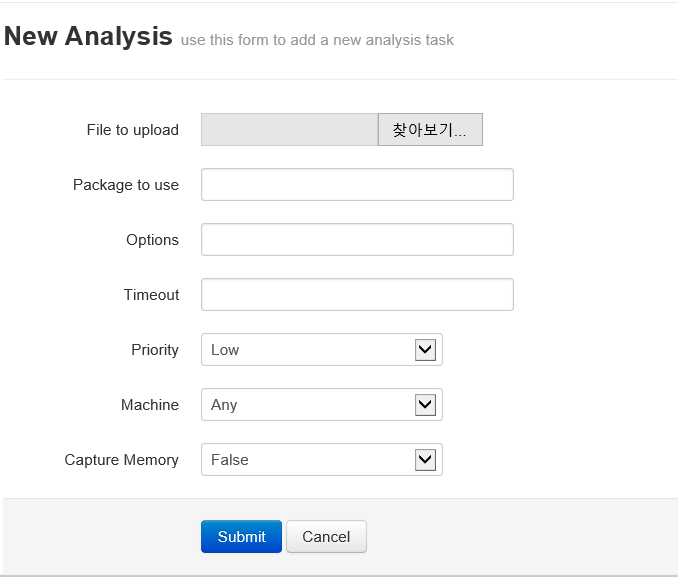 New Analysis use this form to add a new analysis task
File to upload 찾아보기...
Package to use
Options
Timeout
Priority Low
Machine Any
Capture Memory False
Submit Cancel